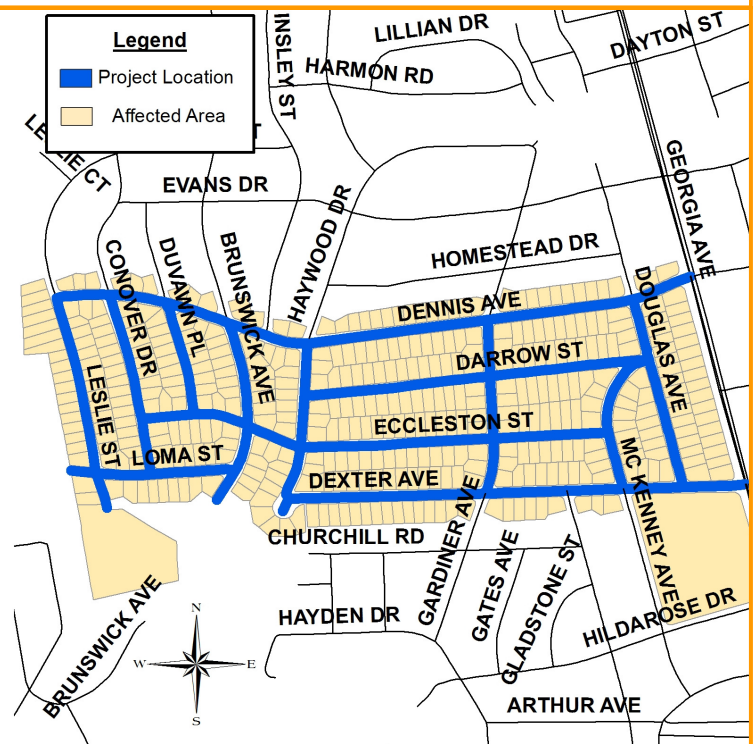 Legend
Project Location
Affected Area
INSLEY ST
LILLIAN DR
DAYTON ST
HARMON RD
LESLIE CT
T
EVANS DR
GEORGIA AVE
HAYWOOD DR
HOMESTEAD DR
CONOVER DR
DUVAWN PL
BRUNSWICK AVE
DENNIS AVE
DOUGLAS AVE
DARROW ST
LESLIE ST
ECCLESTON ST
LOMA ST
DEXTER AVE
MC KENNEY AVE
CHURCHILL RD
GARDINER AVE
GATES AVE
GLADSTONE ST
BRUNSWICK AVE
HAYDEN DR
HILDAROSE DR
N
W
E
S
ARTHUR AVE